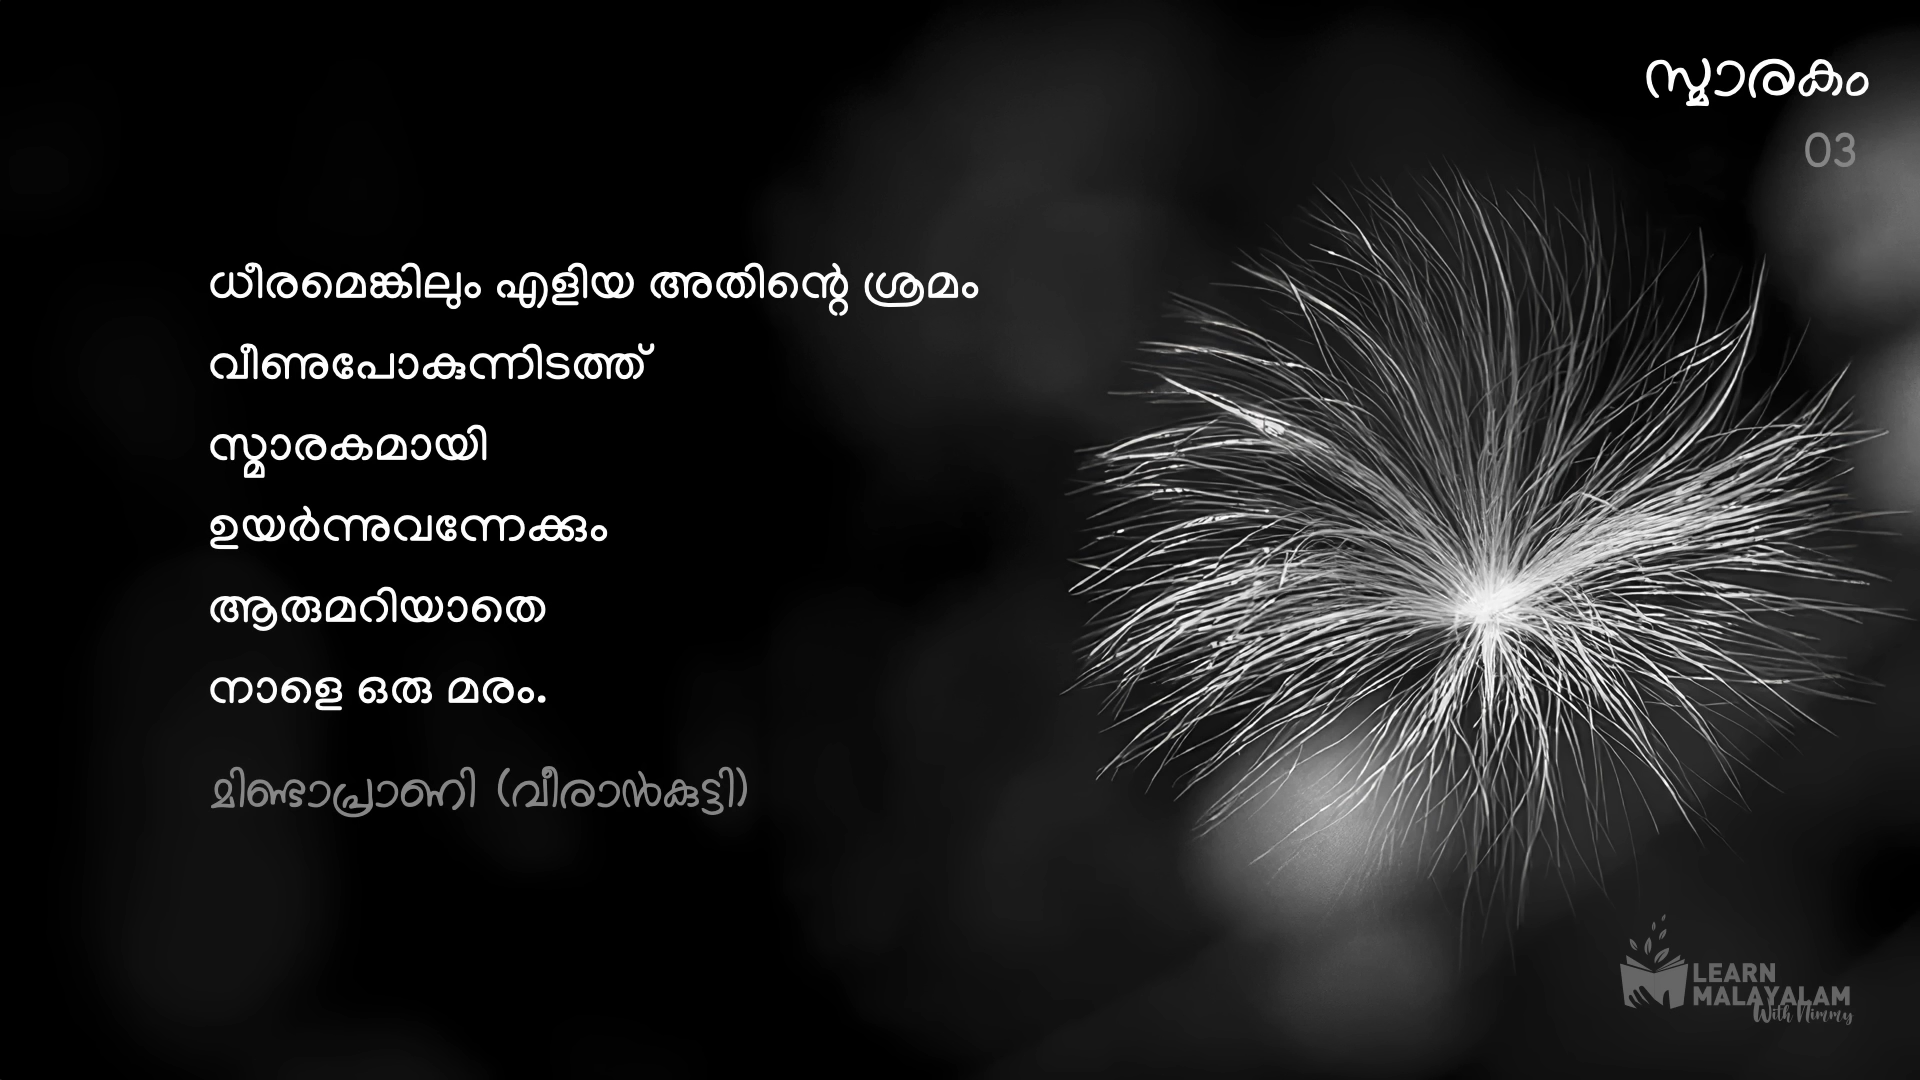 സ്മാരകം
03
ധീരമെങ്കിലും എളിയ അതിന്റെ ശ്രമം
വീണുപോകുന്നിടത്ത്
സ്മാരകമായി
ഉയർന്നുവന്നേക്കും
ആരുമറിയാതെ
നാളെ ഒരു മരം.
മിണ്ടാപ്രാണി (വീരാൻകുട്ടി)
LEARN
MALAYALAM
With Nimmy